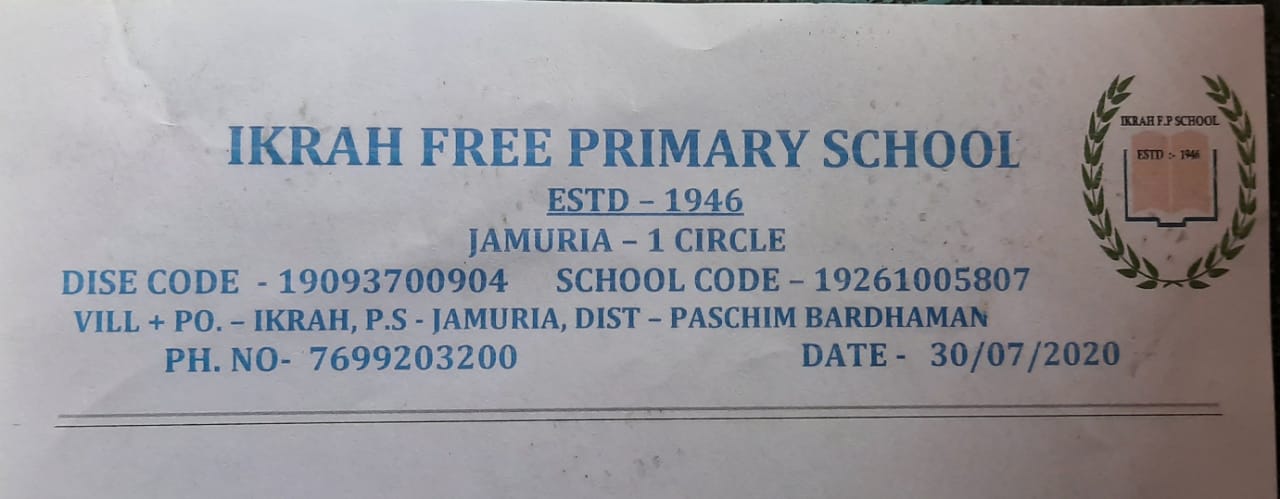 IKRAH FREE PRIMARY SCHOOL
ESTD – 1946
JAMURIA – 1 CIRCLE
DISE CODE - 19093700904 SCHOOL CODE – 19261005807
VILL + PO. – IKRAH, P.S - JAMURIA, DIST – PASCHIM BARDHAMAN
PH. NO- 7699203200 DATE - 30/07/2020
IKRAH F.P SCHOOL
ESTD :- 1946